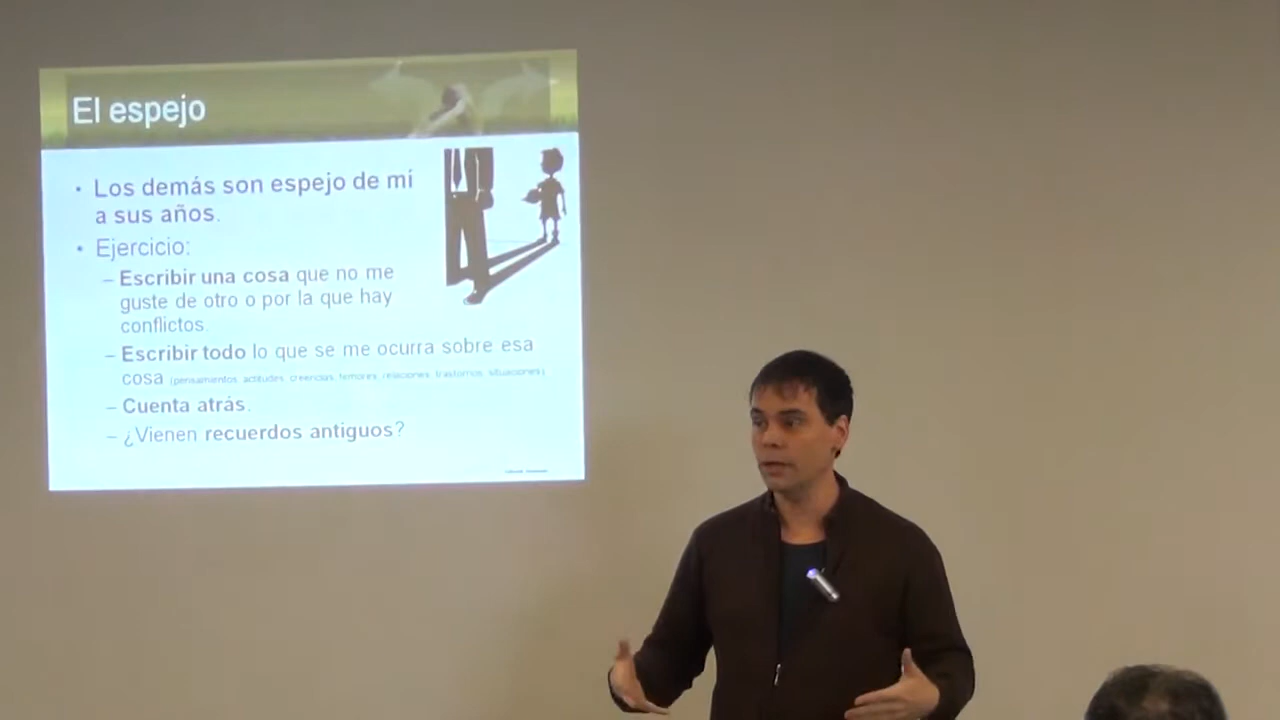 El espejo
• Los demás son espejo de mí
a sus años.
• Ejercicio:
– Escribir una cosa que no me
guste de otro o por la que hay
conflictos.
– Escribir todo lo que se me ocurra sobre esa
cosa (pensamientos, actitudes, creencias, temores, relaciones, trastornos, situaciones)
– Cuenta atrás.
– ¿Vienen recuerdos antiguos?